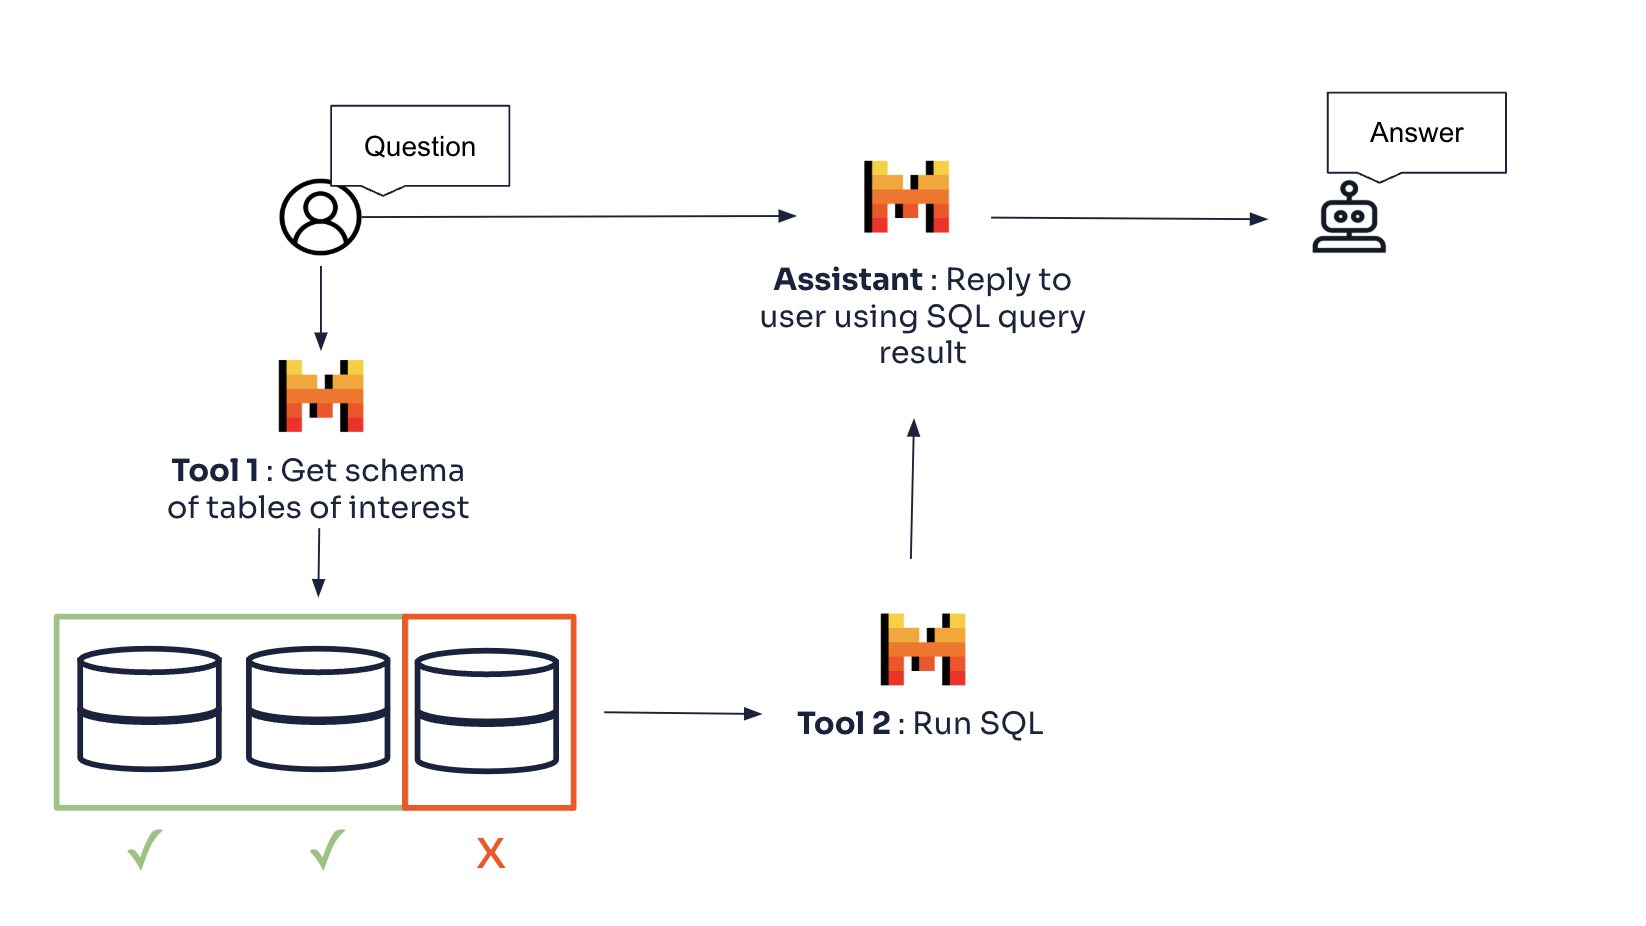 Question
Answer
Assistant : Reply to
user using SQL query
result
Tool 1 : Get schema
of tables of interest
Tool 2 : Run SQL
✓ ✓ X